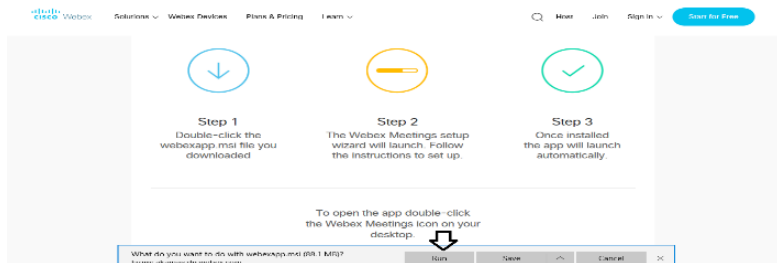 CISCO Webex Solutions Webex Devices Plans & Pricing Learn Host Join Sign In Start for Free
Step 1
Double-click the
webexapp.msi file you
downloaded
Step 2
The Webex Meetings setup
wizard will launch. Follow
the instructions to set up.
Step 3
Once installed
the app will launch
automatically.
To open the app double-click
the Webex Meetings icon on your
desktop.
What do you want to do with webexapp.msi (88.1 MB)?
Run Save Cancel